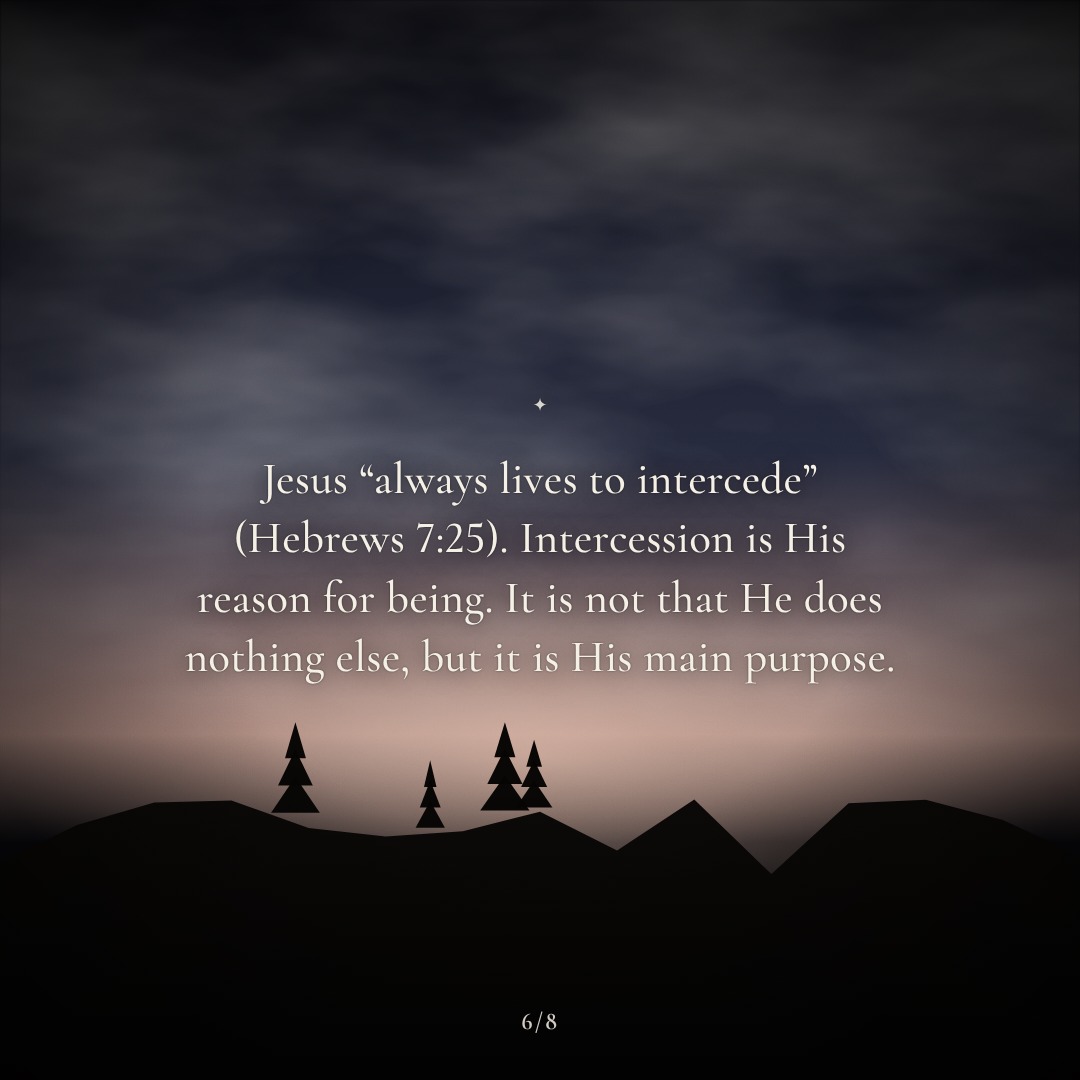 Jesus “always lives to intercede”
(Hebrews 7:25). Intercession is His
reason for being. It is not that He does
nothing else, but it is His main purpose.
6/8